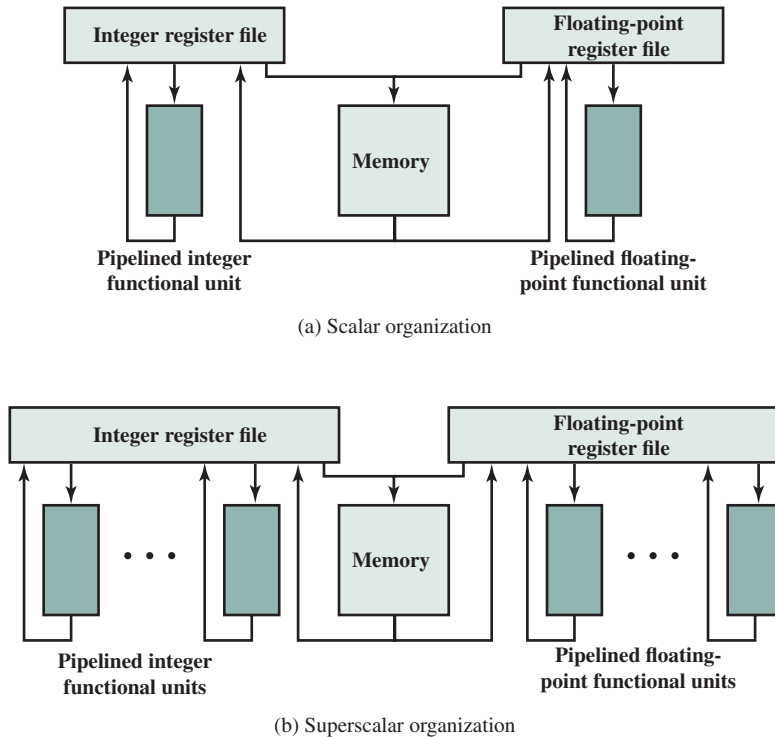 Integer register file
Floating-point
register file
Memory
Pipelined integer
functional unit
Pipelined floating-
point functional unit
(a) Scalar organization
Integer register file
Floating-point
register file
Memory
Pipelined integer
functional units
Pipelined floating-
point functional units
(b) Superscalar organization